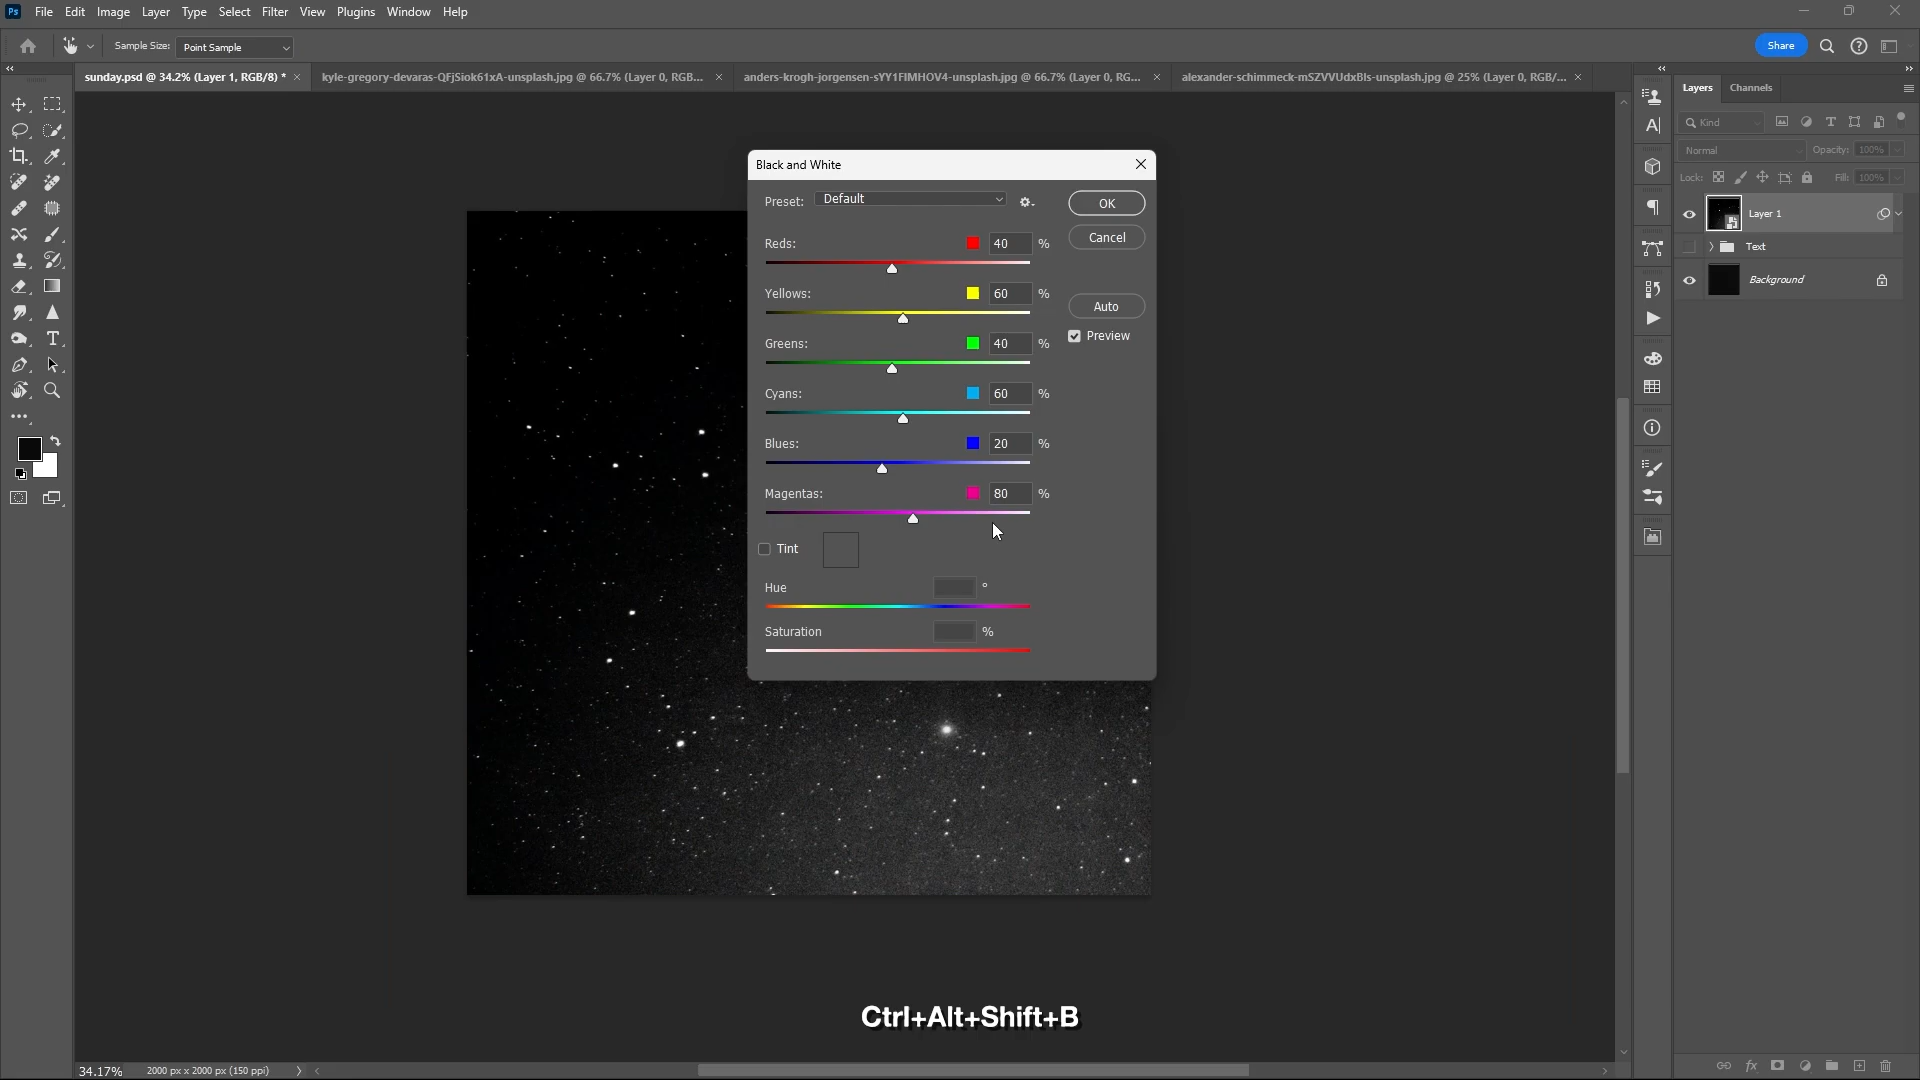 Ps File Edit Image Layer Type Select Filter View Plugins Window Help
Sample Size: Point Sample Share
sunday.psd @ 34.2% (Layer 1, RGB/8) * kyle-gregory-devaras-QFjSiok61xA-unsplash.jpg @ 66.7% (Layer 0, RGB... anders-krogh-jorgensen-sYY1FIMHOV4-unsplash.jpg @ 66.7% (Layer 0, RG... alexander-schimmeck-mSZVVUdxBls-unsplash.jpg @ 25% (Layer 0, RGB/...
Layers Channels
Kind
Normal Opacity: 100%
Lock: Fill: 100%
Layer 1
Text
Background
Black and White
Preset: Default OK
Reds: 40 % Cancel
Yellows: 60 % Auto
Greens: 40 % Preview
Cyans: 60 %
Blues: 20 %
Magentas: 80 %
Tint
Hue °
Saturation %
Ctrl+Alt+Shift+B
34.17% 2000 px x 2000 px (150 ppi)